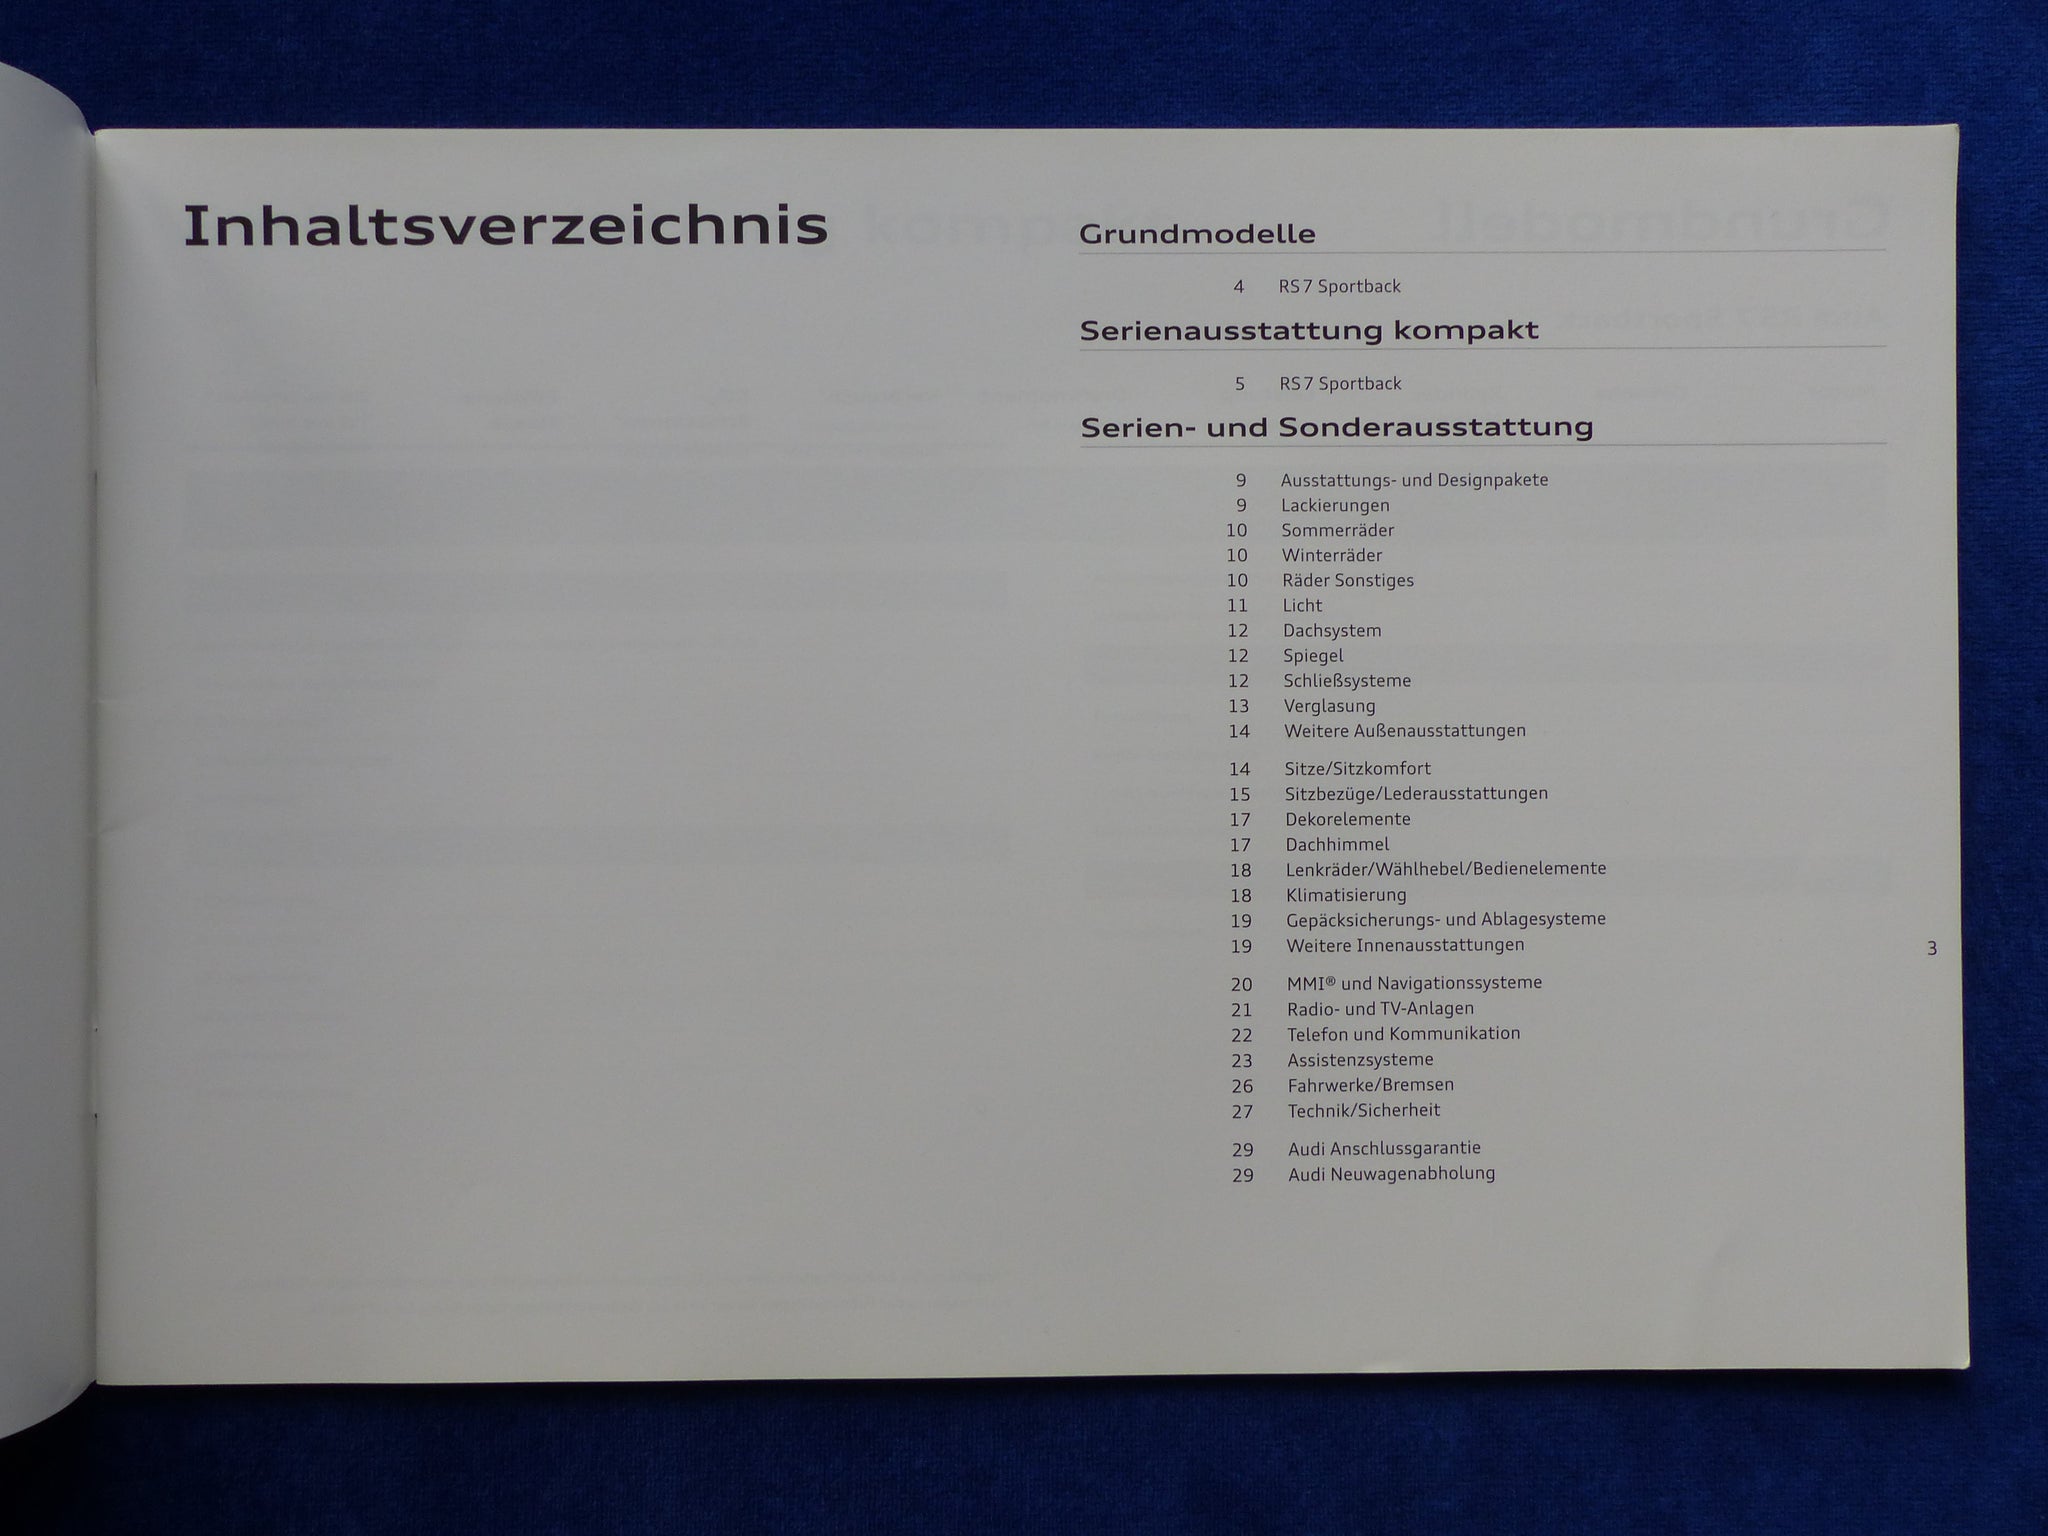 Inhaltsverzeichnis
Grundmodelle
4 RS 7 Sportback
Serienausstattung kompakt
5 RS 7 Sportback
Serien- und Sonderausstattung
9 Ausstattungs- und Designpakete
9 Lackierungen
10 Sommerräder
10 Winterräder
10 Räder Sonstiges
11 Licht
12 Dachsystem
12 Spiegel
12 Schließsysteme
13 Verglasung
14 Weitere Außenausstattungen
14 Sitze/Sitzkomfort
15 Sitzbezüge/Lederausstattungen
17 Dekorelemente
17 Dachhimmel
18 Lenkräder/Wählhebel/Bedienelemente
18 Klimatisierung
19 Gepäcksicherungs- und Ablagesysteme
19 Weitere Innenausstattungen
3
20 MMI® und Navigationssysteme
21 Radio- und TV-Anlagen
22 Telefon und Kommunikation
23 Assistenzsysteme
26 Fahrwerke/Bremsen
27 Technik/Sicherheit
29 Audi Anschlussgarantie
29 Audi Neuwagenabholung